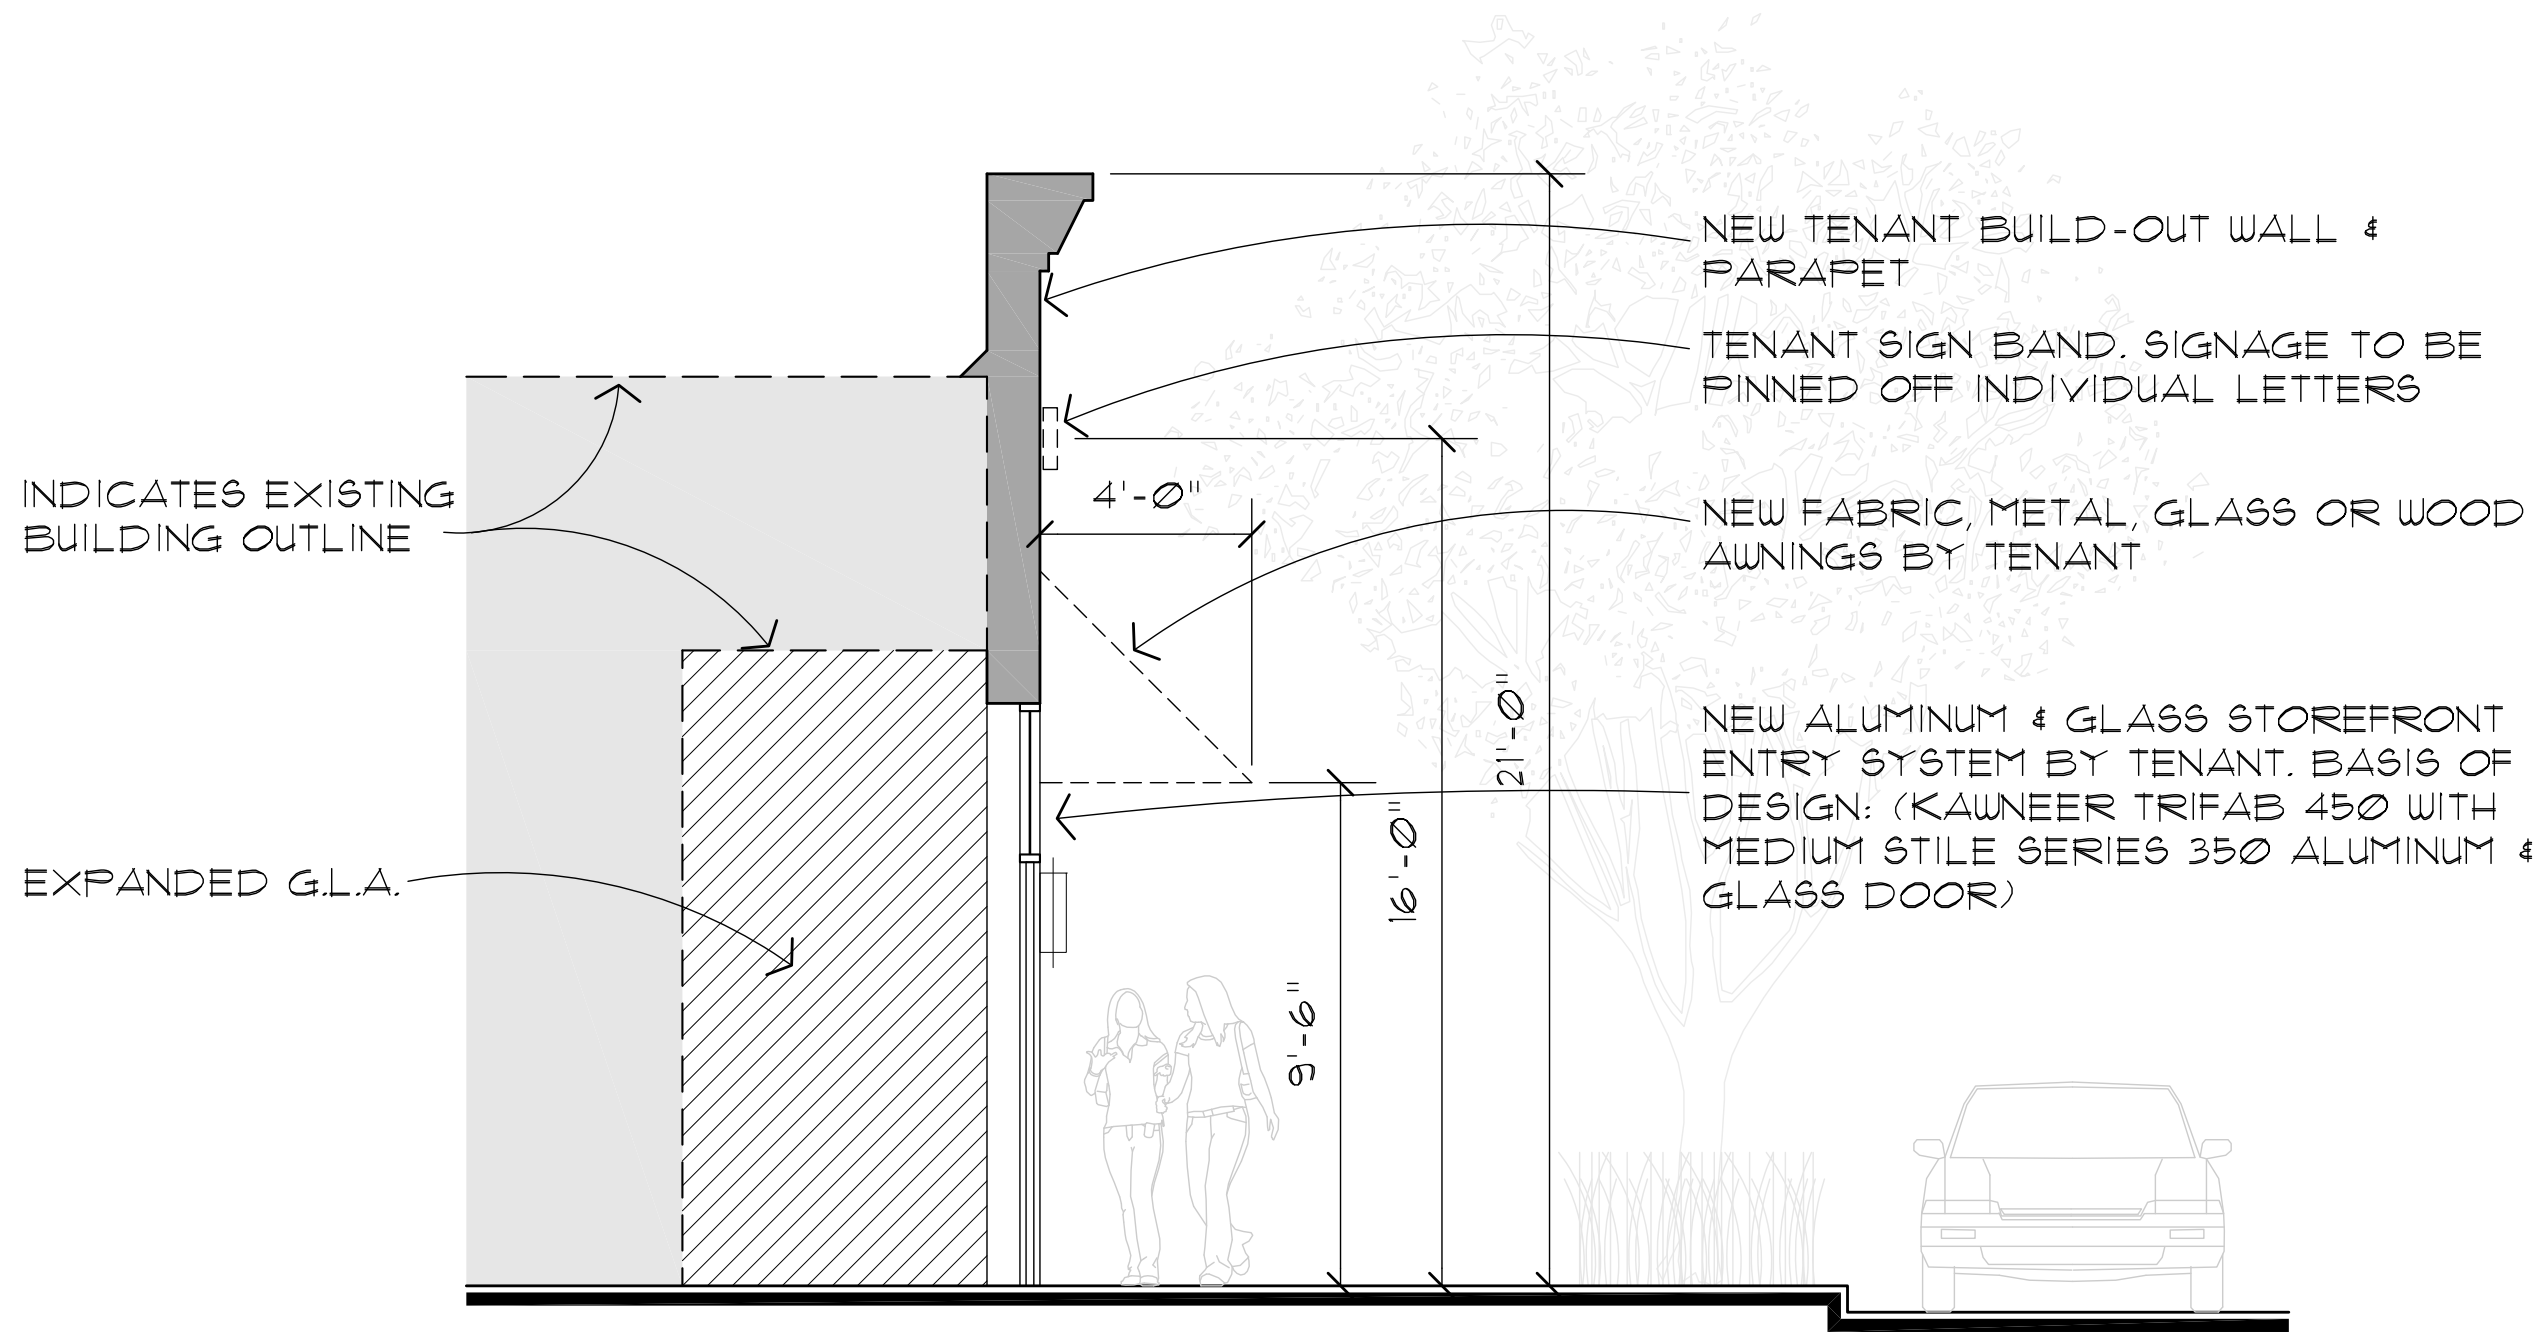 NEW TENANT BUILD-OUT WALL &
PARAPET
TENANT SIGN BAND. SIGNAGE TO BE
PINNED OFF INDIVIDUAL LETTERS
4'-0"
INDICATES EXISTING
BUILDING OUTLINE
NEW FABRIC, METAL, GLASS OR WOOD
AWNINGS BY TENANT
21'-0"
16'-0"
9'-6"
NEW ALUMINUM & GLASS STOREFRONT
ENTRY SYSTEM BY TENANT. BASIS OF
DESIGN: (KAWNEER TRIFAB 450 WITH
MEDIUM STILE SERIES 350 ALUMINUM &
GLASS DOOR)
EXPANDED G.L.A.